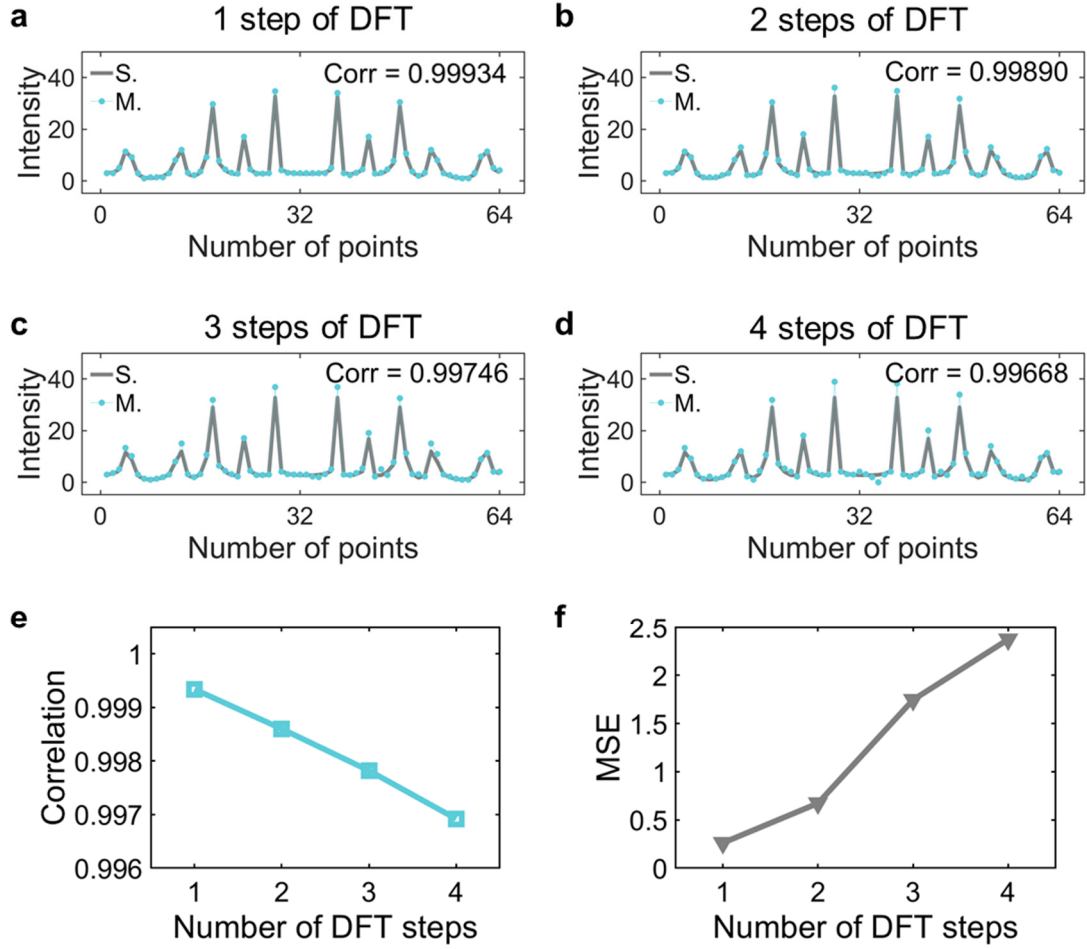 a
1 step of DFT
Intensity
40
20
0
S.
M.
Corr = 0.99934
0
32
64
Number of points
b
2 steps of DFT
Intensity
40
20
0
S.
M.
Corr = 0.99890
0
32
64
Number of points
c
3 steps of DFT
Intensity
40
20
0
S.
M.
Corr = 0.99746
0
32
64
Number of points
d
4 steps of DFT
Intensity
40
20
0
S.
M.
Corr = 0.99668
0
32
64
Number of points
e
Correlation
1
0.999
0.998
0.997
0.996
1
2
3
4
Number of DFT steps
f
MSE
2.5
2
1.5
1
0.5
0
1
2
3
4
Number of DFT steps